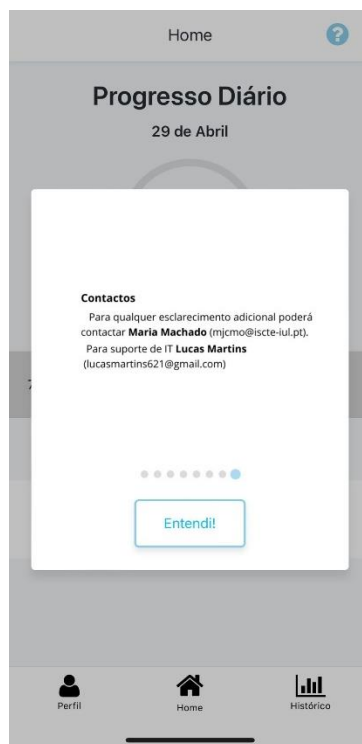 Home
?
Progresso Diário
29 de Abril
Contactos
Para qualquer esclarecimento adicional poderá
contactar Maria Machado (mjcmo@iscte-iul.pt).
Para suporte de IT Lucas Martins
(lucasmartins621@gmail.com)
Entendi!
Perfil
Home
Histórico